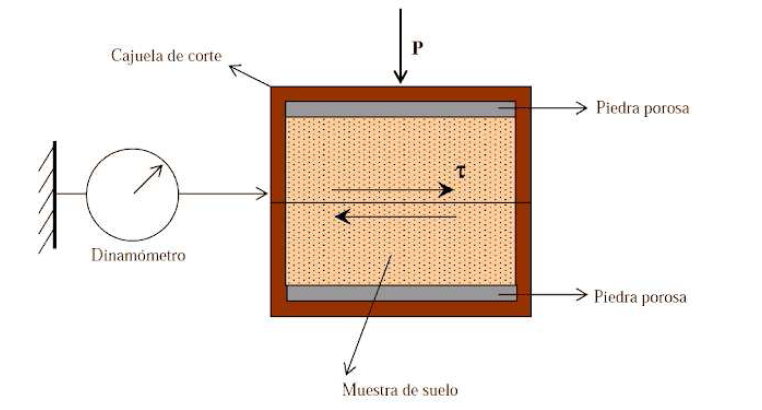 P
Cajuela de corte
Piedra porosa
τ
Dinamómetro
Piedra porosa
Muestra de suelo